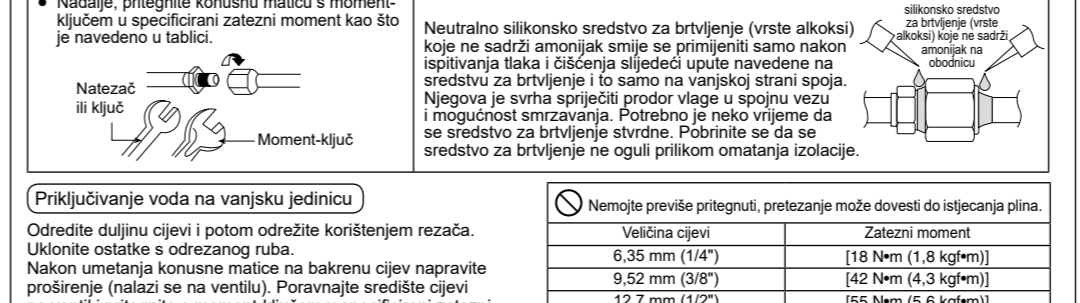 ● Nadalje, pritegnite konusnu maticu s moment-
ključem u specificirani zatezni moment kao što
je navedeno u tablici.
Natezač
ili ključ
Moment-ključ
Neutralno silikonsko sredstvo za brtvljenje (vrste alkoksi)
koje ne sadrži amonijak smije se primijeniti samo nakon
ispitivanja tlaka i čišćenja slijedeći upute navedene na
sredstvu za brtvljenje i to samo na vanjskoj strani spoja.
Njegova je svrha spriječiti prodor vlage u spojnu vezu
i mogućnost smrzavanja. Potrebno je neko vrijeme da
se sredstvo za brtvljenje stvrdne. Pobrinite se da se
sredstvo za brtvljenje ne oguli prilikom omatanja izolacije.
silikonsko sredstvo
za brtvljenje (vrste
alkoksi) koje ne sadrži
amonijak na
obodnicu
Priključivanje voda na vanjsku jedinicu
Odredite duljinu cijevi i potom odrežite korištenjem rezača.
Uklonite ostatke s odrezanog ruba.
Nakon umetanja konusne matice na bakrenu cijev napravite
proširenje (nalazi se na ventilu). Poravnajte središte cijevi
Nemojte previše pritegnuti, pretezanje može dovesti do istjecanja plina.
Veličina cijevi Zatezni moment
6,35 mm (1/4") [18 N•m (1,8 kgf•m)]
9,52 mm (3/8") [42 N•m (4,3 kgf•m)]
12,7 mm (1/2") [55 N•m (5,6 kgf•m)]